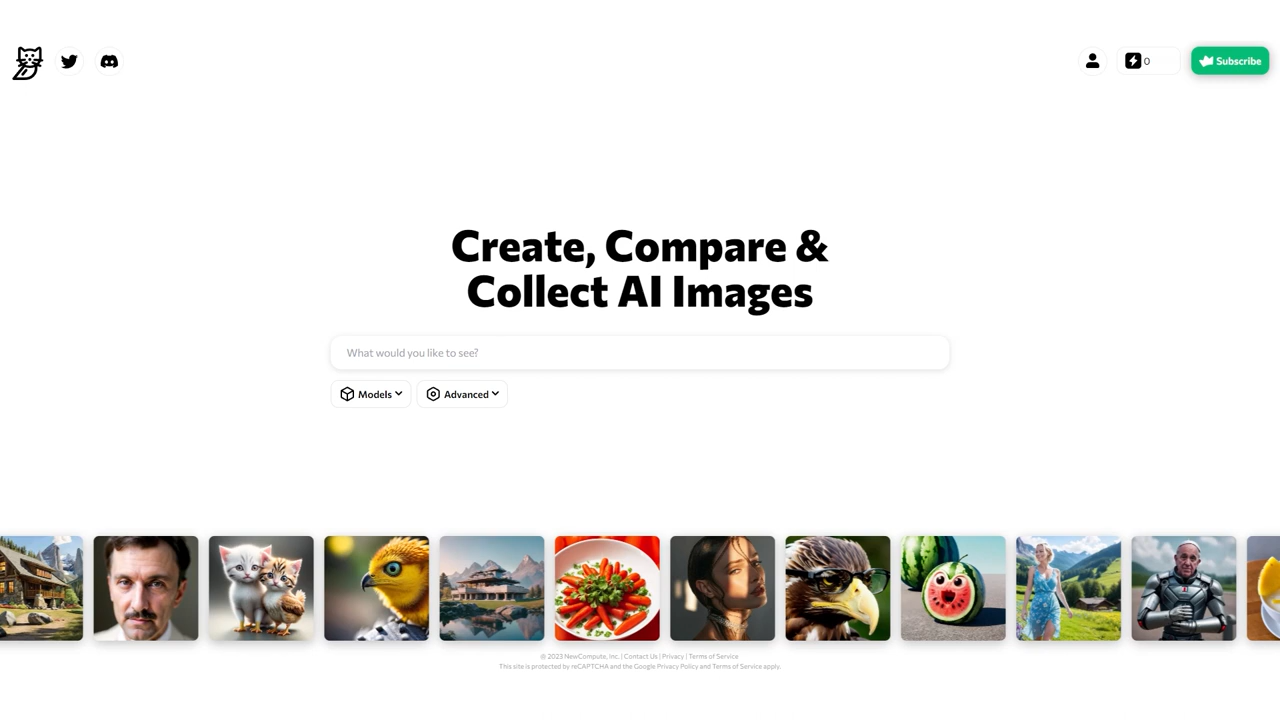 0
Subscribe
Create, Compare &
Collect AI Images
What would you like to see?
Models
Advanced
© 2023 NewCompute, Inc. | Contact Us | Privacy | Terms of Service
This site is protected by reCAPTCHA and the Google Privacy Policy and Terms of Service apply.